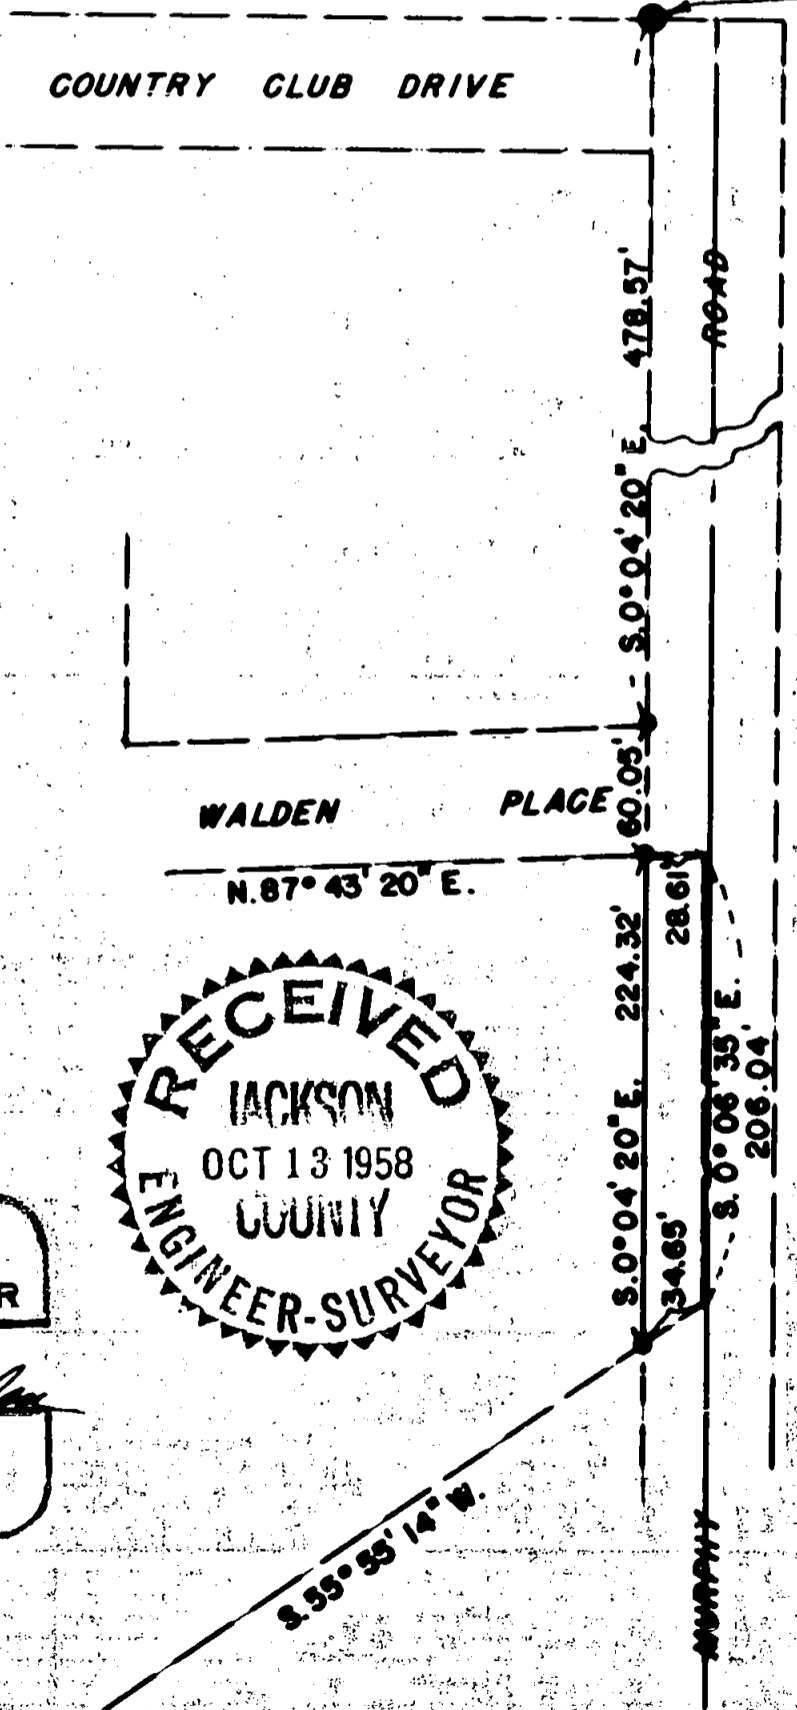 COUNTRY CLUB DRIVE
478.57'
ROAD
S.0°04'20" E.
60.05'
WALDEN PLACE
N.87° 43' 20" E.
28.61'
224.32'
S.0°04'20" E.
S.0°06'35" E.
206.04'
34.65'
RECEIVED
JACKSON
OCT 13 1958
COUNTY
ENGINEER-SURVEYOR
R
S.55°55'14" W.
MURPHY